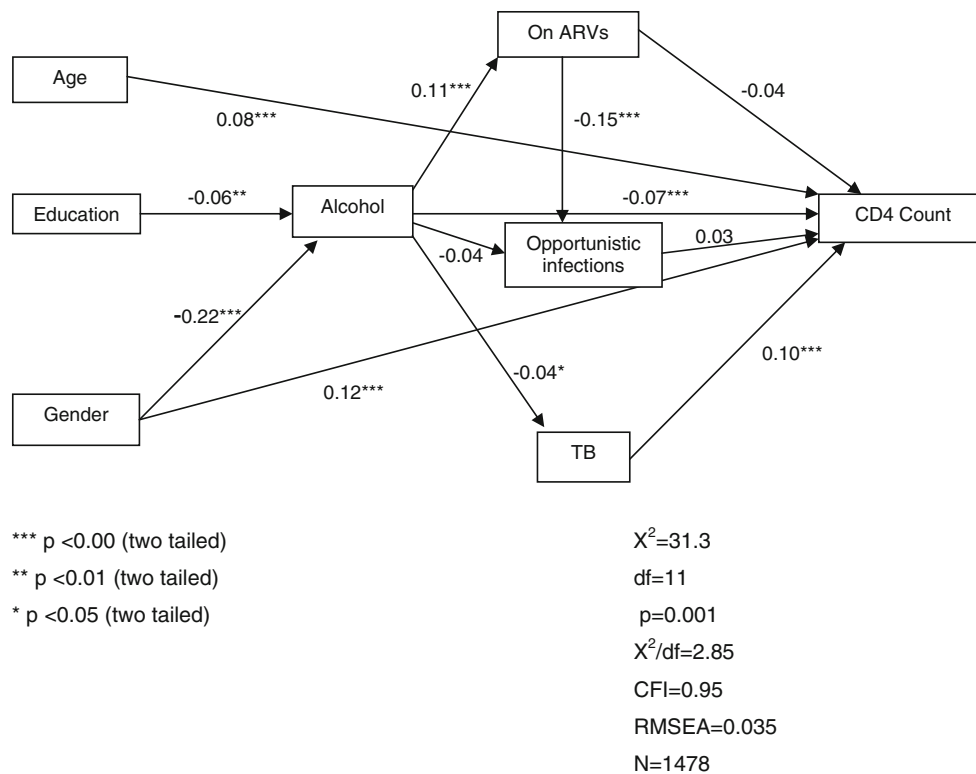 On ARVs
Age
0.11***
-0.04
0.08***
-0.15***
Education
-0.06**
Alcohol
-0.07***
CD4 Count
Opportunistic
infections
-0.04
0.03
-0.22***
0.12***
-0.04*
0.10***
Gender
TB
*** p <0.00 (two tailed)
** p <0.01 (two tailed)
* p <0.05 (two tailed)
X²=31.3
df=11
p=0.001
X²/df=2.85
CFI=0.95
RMSEA=0.035
N=1478